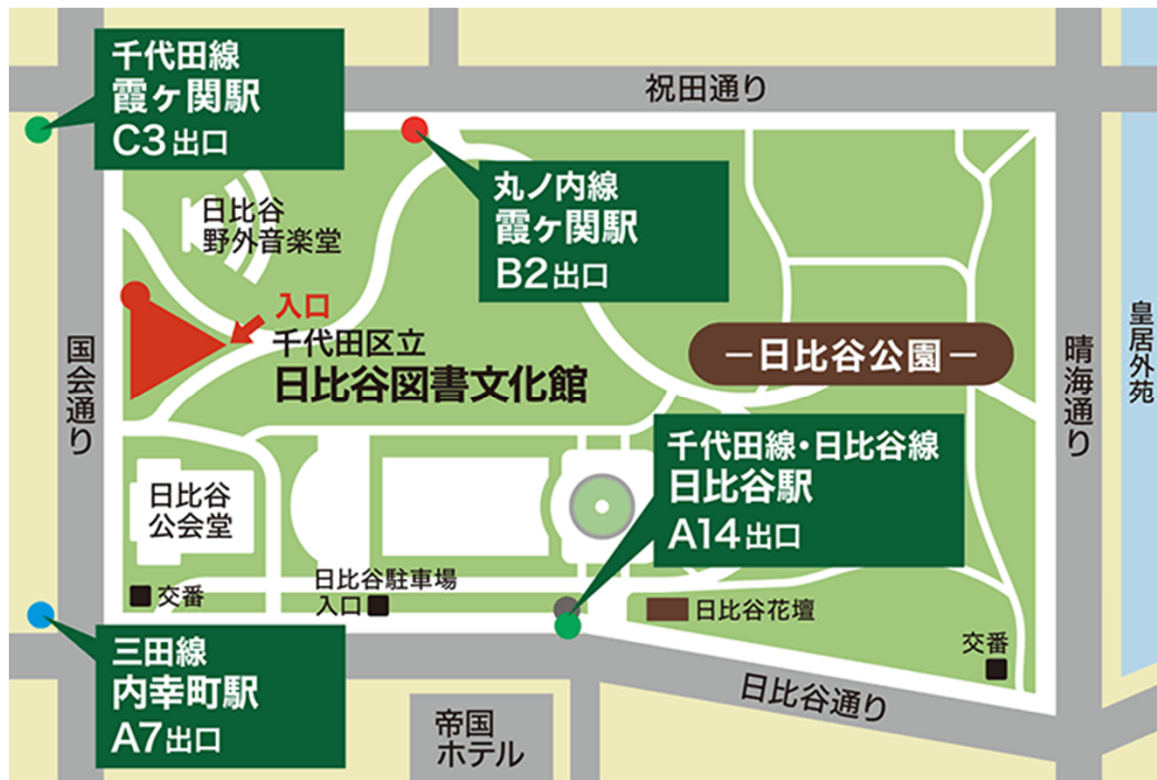 千代田線
霞ヶ関駅
C3出口
祝田通り
丸ノ内線
霞ヶ関駅
B2出口
日比谷
野外音楽堂
入口
千代田区立
日比谷図書文化館
国会通り
－日比谷公園－
晴海通り
皇居外苑
千代田線・日比谷線
日比谷駅
A14出口
日比谷
公会堂
交番
日比谷駐車場
入口
日比谷花壇
交番
三田線
内幸町駅
A7出口
帝国
ホテル
日比谷通り